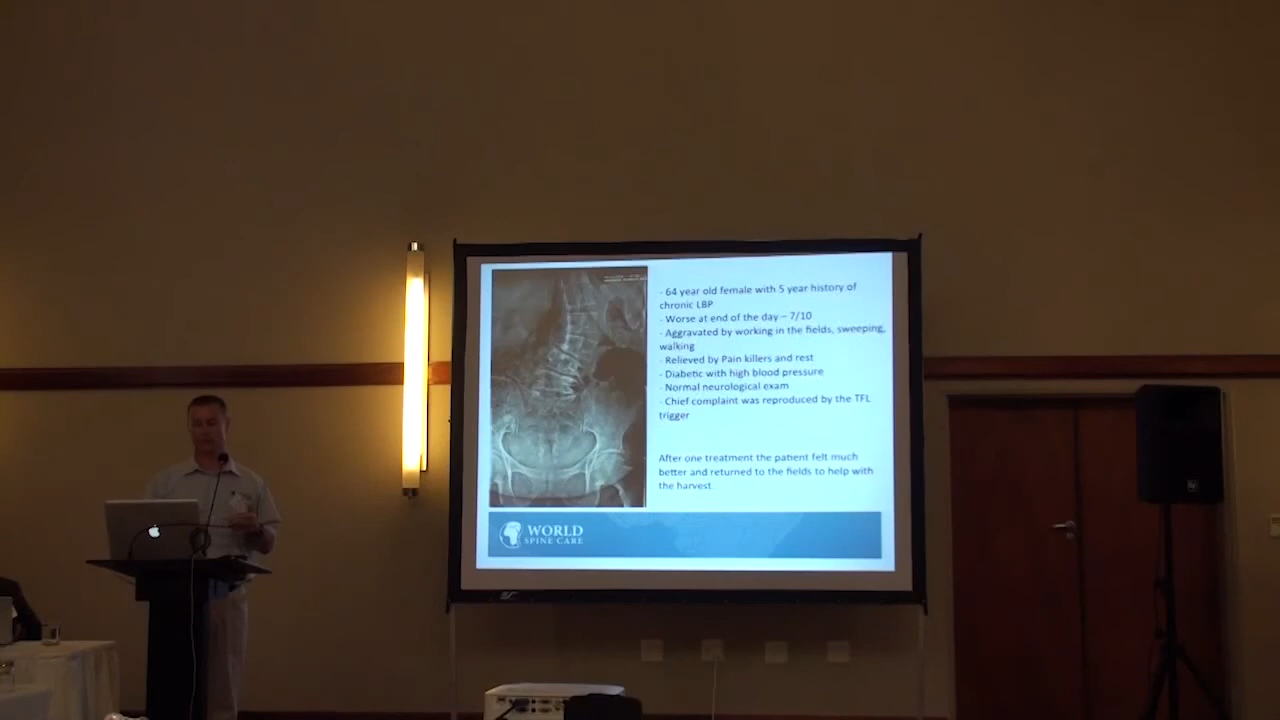 - 64 year old female with 5 year history of
chronic LBP
- Worse at end of the day – 7/10
- Aggravated by working in the fields, sweeping,
walking
- Relieved by Pain killers and rest
- Diabetic with high blood pressure
- Normal neurological exam
- Chief complaint was reproduced by the TFL
trigger
After one treatment the patient felt much
better and returned to the fields to help with
the harvest
WORLD
SPINE CARE